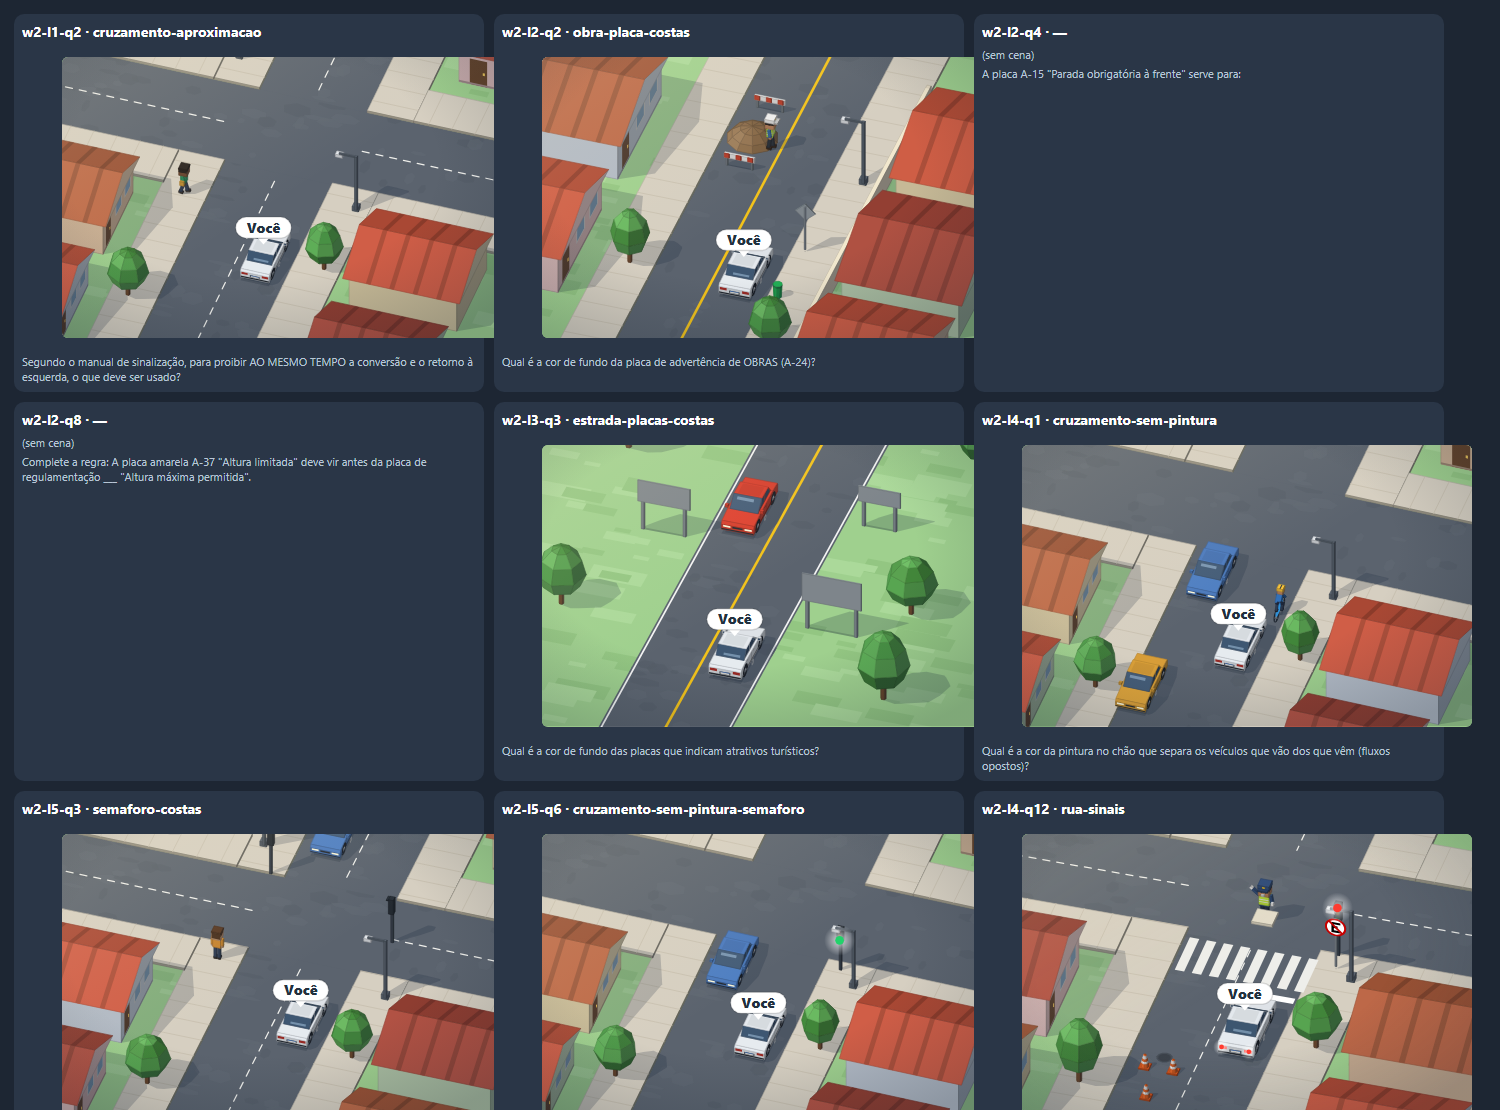 w2-l1-q2 · cruzamento-aproximacao
Você
Segundo o manual de sinalização, para proibir AO MESMO TEMPO a conversão e o retorno à
esquerda, o que deve ser usado?
w2-l2-q2 · obra-placa-costas
Você
Qual é a cor de fundo da placa de advertência de OBRAS (A-24)?
w2-l2-q4 · —
(sem cena)
A placa A-15 "Parada obrigatória à frente" serve para:
w2-l2-q8 · —
(sem cena)
Complete a regra: A placa amarela A-37 "Altura limitada" deve vir antes da placa de
regulamentação ___ "Altura máxima permitida".
w2-l3-q3 · estrada-placas-costas
Você
Qual é a cor de fundo das placas que indicam atrativos turísticos?
w2-l4-q1 · cruzamento-sem-pintura
Você
Qual é a cor da pintura no chão que separa os veículos que vão dos que vêm (fluxos
opostos)?
w2-l5-q3 · semaforo-costas
Você
w2-l5-q6 · cruzamento-sem-pintura-semaforo
Você
w2-l4-q12 · rua-sinais
E
Você